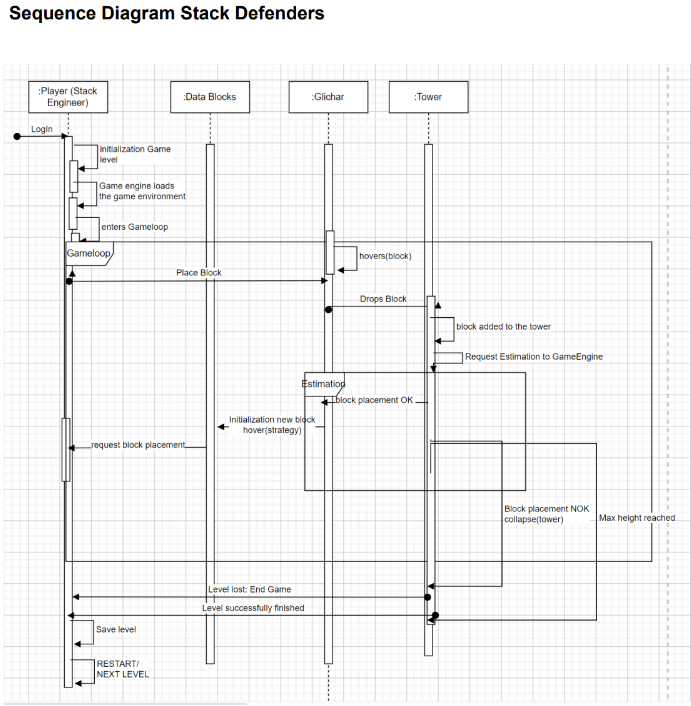 Sequence Diagram Stack Defenders
:Player (Stack
Engineer)
:Data Blocks
:Glichar
:Tower
LogIn
Initialization Game
level
Game engine loads
the game environment
enters Gameloop
Gameloop
hovers(block)
Place Block
Drops Block
block added to the tower
Request Estimation to GameEngine
Estimation
block placement OK
Initialization new block
hover(strategy)
request block placement
Block placement NOK
collapse(tower)
Max height reached
Level lost: End Game
Level successfully finished
Save level
RESTART/
NEXT LEVEL